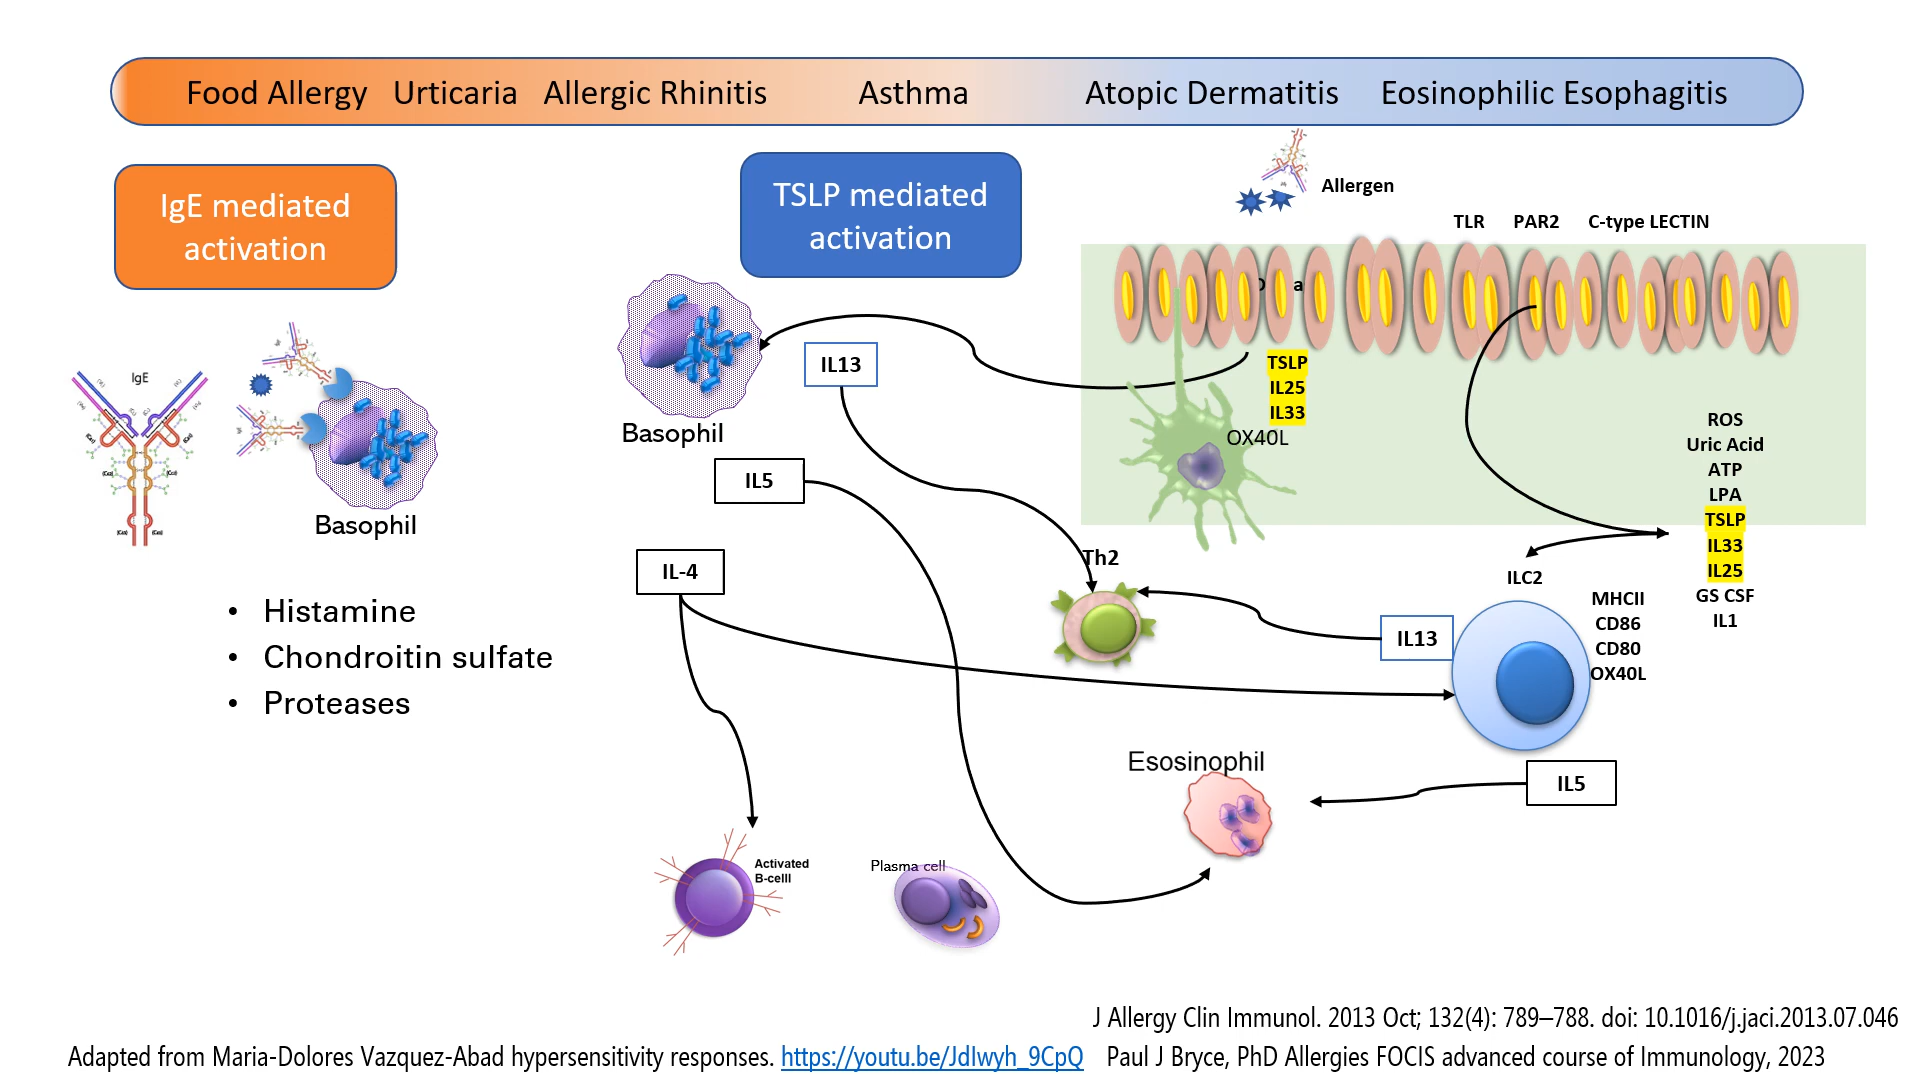 Food Allergy Urticaria Allergic Rhinitis Asthma Atopic Dermatitis Eosinophilic Esophagitis
IgE mediated
activation
TSLP mediated
activation
Allergen
TLR PAR2 C-type LECTIN
IgE
Basophil
• Histamine
• Chondroitin sulfate
• Proteases
Basophil
IL13
IL5
IL-4
TSLP
IL25
IL33
OX40L
ROS
Uric Acid
ATP
LPA
TSLP
IL33
IL25
GS CSF
IL1
Th2
ILC2
MHCII
CD86
CD80
OX40L
IL13
IL5
Esosinophil
Activated
B-celll
Plasma cell
J Allergy Clin Immunol. 2013 Oct; 132(4): 789–788. doi: 10.1016/j.jaci.2013.07.046
Adapted from Maria-Dolores Vazquez-Abad hypersensitivity responses. https://youtu.be/JdIwyh_9CpQ Paul J Bryce, PhD Allergies FOCIS advanced course of Immunology, 2023